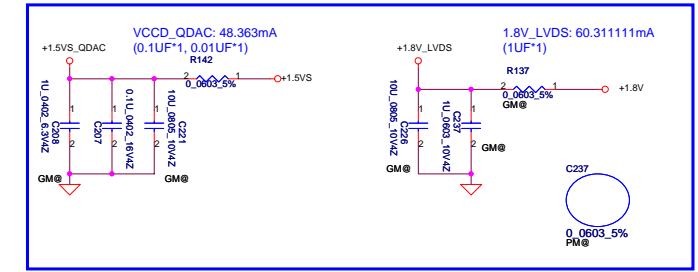 VCCD_QDAC: 48.363mA
(0.1UF*1, 0.01UF*1)
+1.5VS_QDAC
R142
2
1
+1.5VS
0_0603_5%
1
2
C208
1U_0402_6.3V4Z
1
2
C207
0.1U_0402_16V4Z
1
2
C221
10U_0805_10V4Z
GM@
GM@
1.8V_LVDS: 60.311111mA
(1UF*1)
+1.8V_LVDS
R137
2
1
+1.8V
0_0603_5%
GM@
1
2
C226
10U_0805_10V4Z
1
2
C237
1U_0603_10V4Z
GM@
GM@
C237
0_0603_5%
PM@